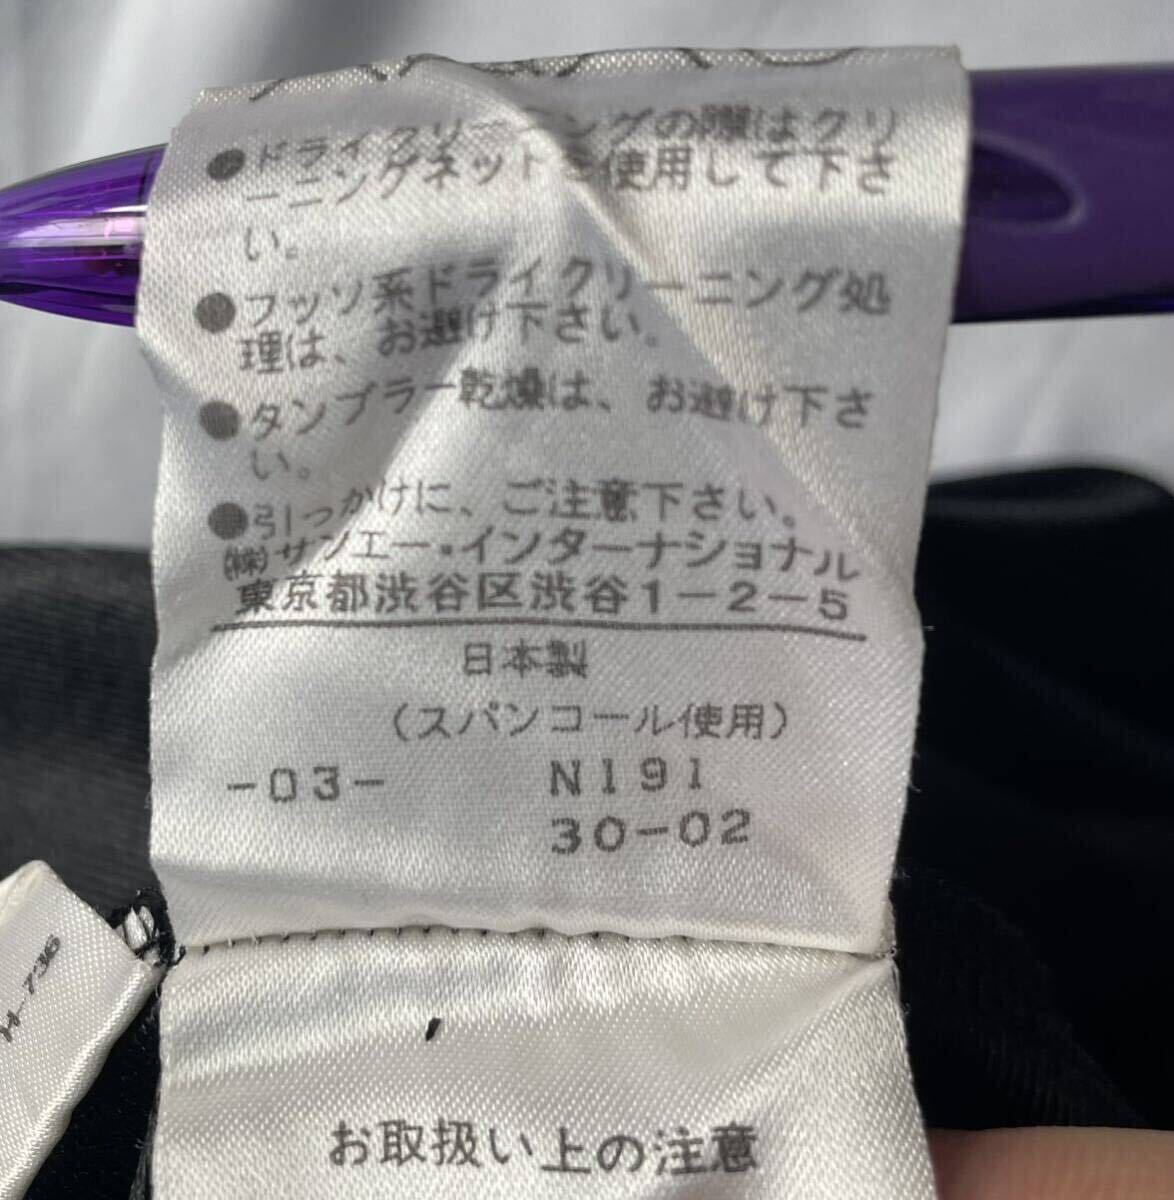 ●ドライクリーニングの際はクリ
ーニングネットを使用して下さ
い。
●フッソ系ドライクリーニング処
理は、お避け下さい。
●タンブラー乾燥は、お避け下さ
い。
●引っかけに、ご注意下さい。
㈱サンエー・インターナショナル
東京都渋谷区渋谷1-2-5
日本製
(スパンコール使用)
-03- N191
30-02
H-736
お取扱い上の注意